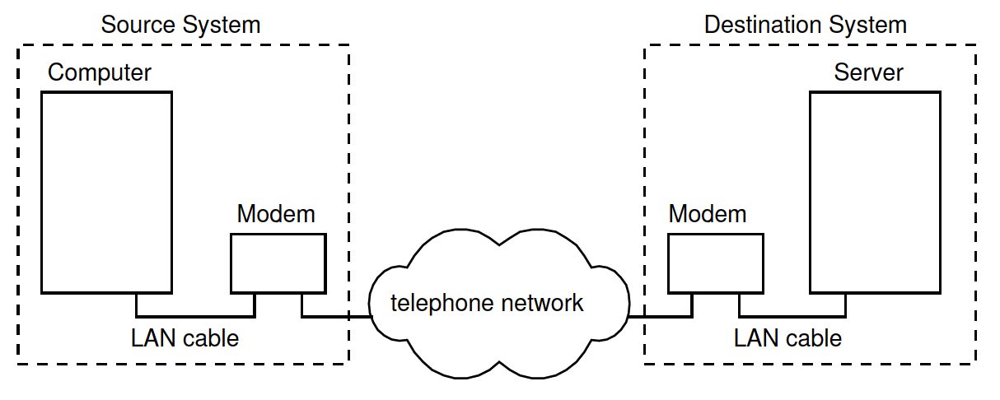 Source System
Destination System
Computer
Server
Modem
Modem
telephone network
LAN cable
LAN cable